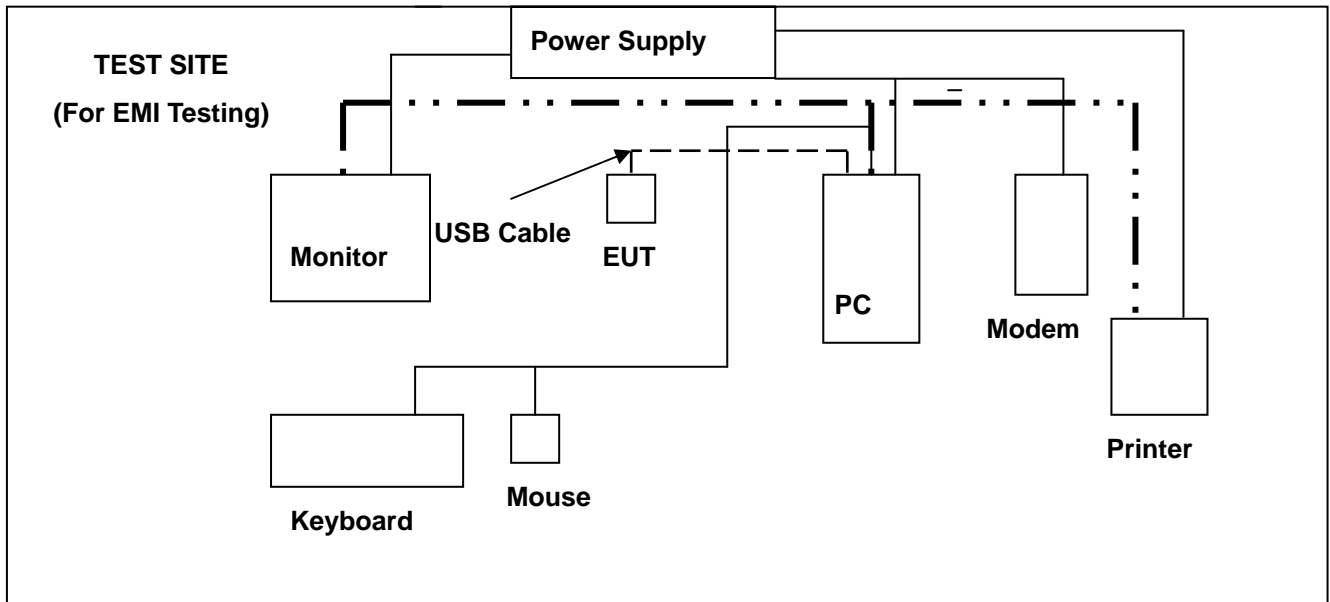 Power Supply
TEST SITE
(For EMI Testing)
USB Cable
Monitor
EUT
PC
Modem
Printer
Keyboard
Mouse